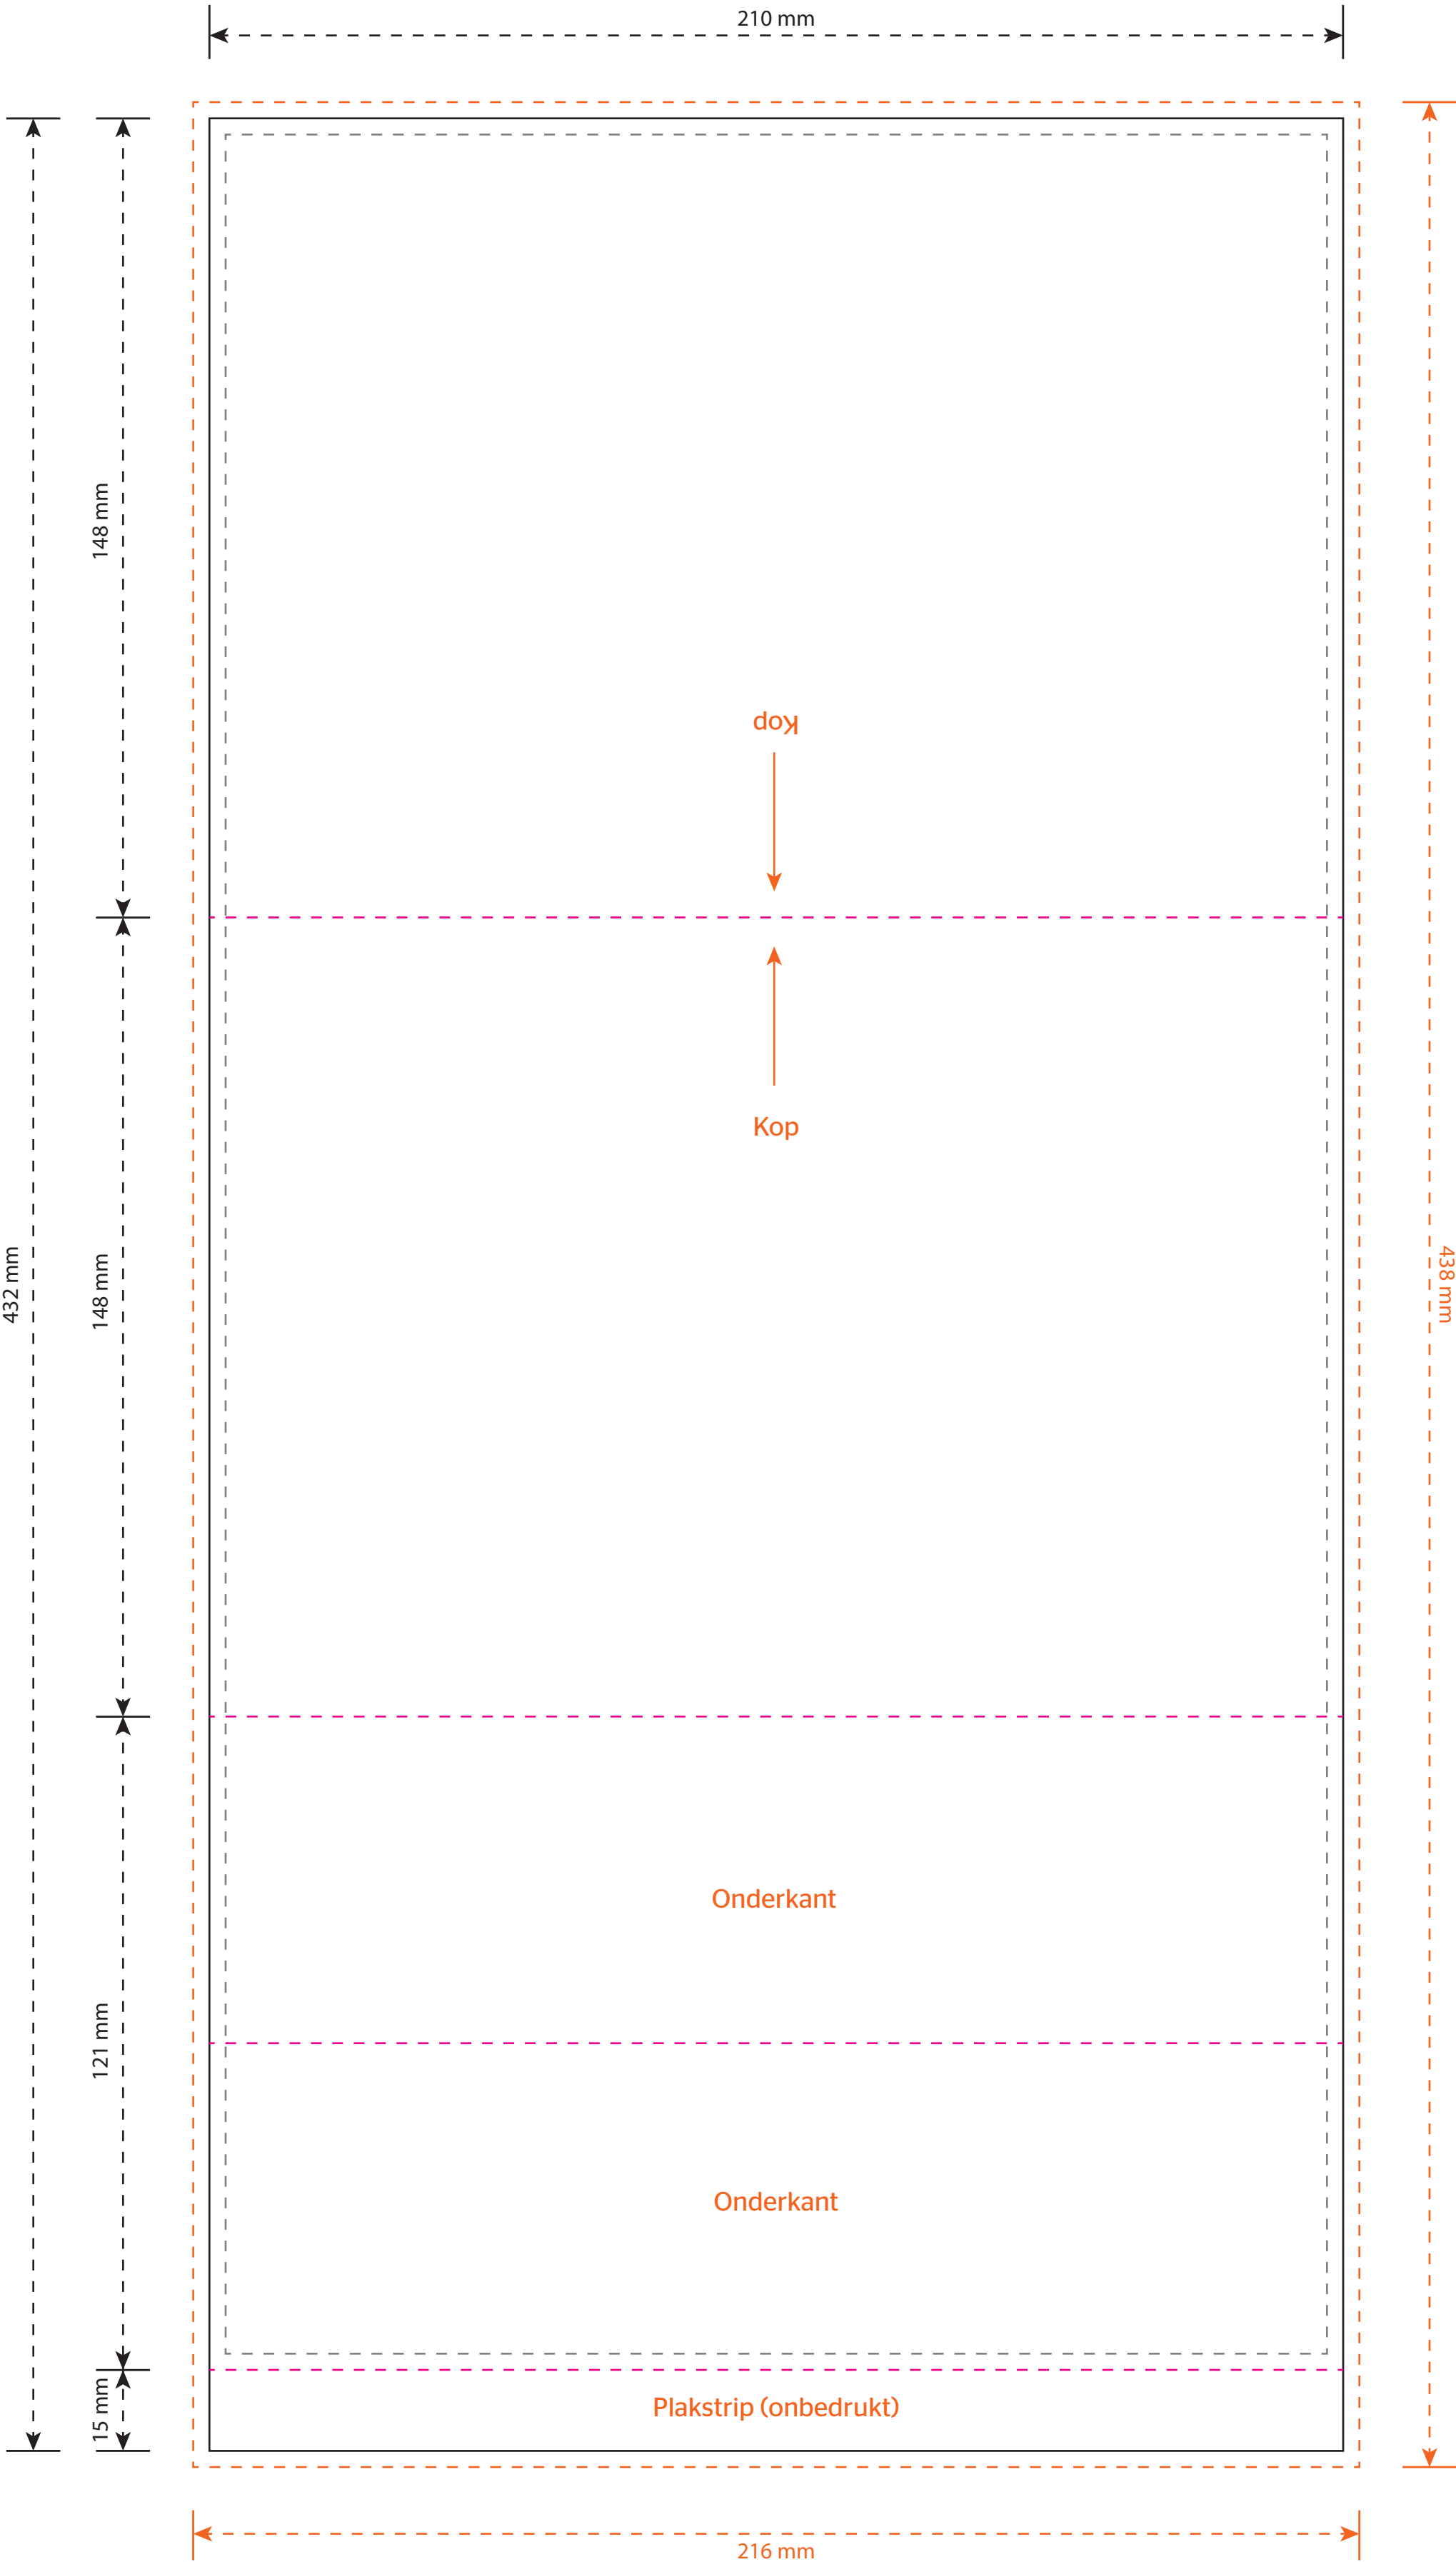 210 mm
148 mm
Kop
Kop
432 mm
148 mm
438 mm
Onderkant
121 mm
Onderkant
15 mm
Plakstrip (onbedrukt)
216 mm